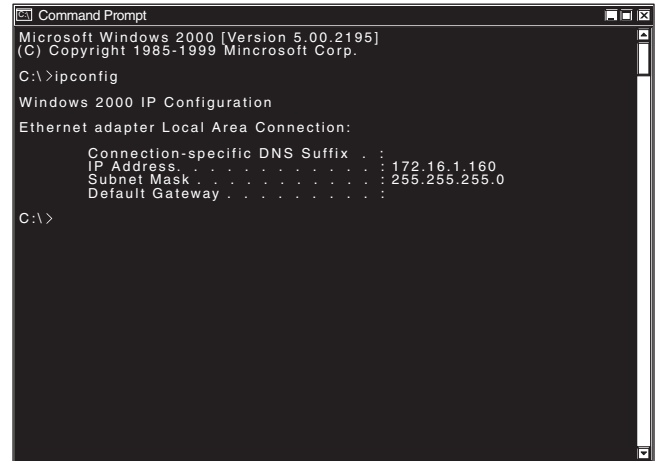 Command Prompt
Microsoft Windows 2000 [Version 5.00.2195]
(C) Copyright 1985-1999 Mincrosoft Corp.
C:\>ipconfig
Windows 2000 IP Configuration
Ethernet adapter Local Area Connection:
Connection-specific DNS Suffix . :
IP Address. . . . . . . . . . . . : 172.16.1.160
Subnet Mask . . . . . . . . . . . : 255.255.255.0
Default Gateway . . . . . . . . . :
C:\>